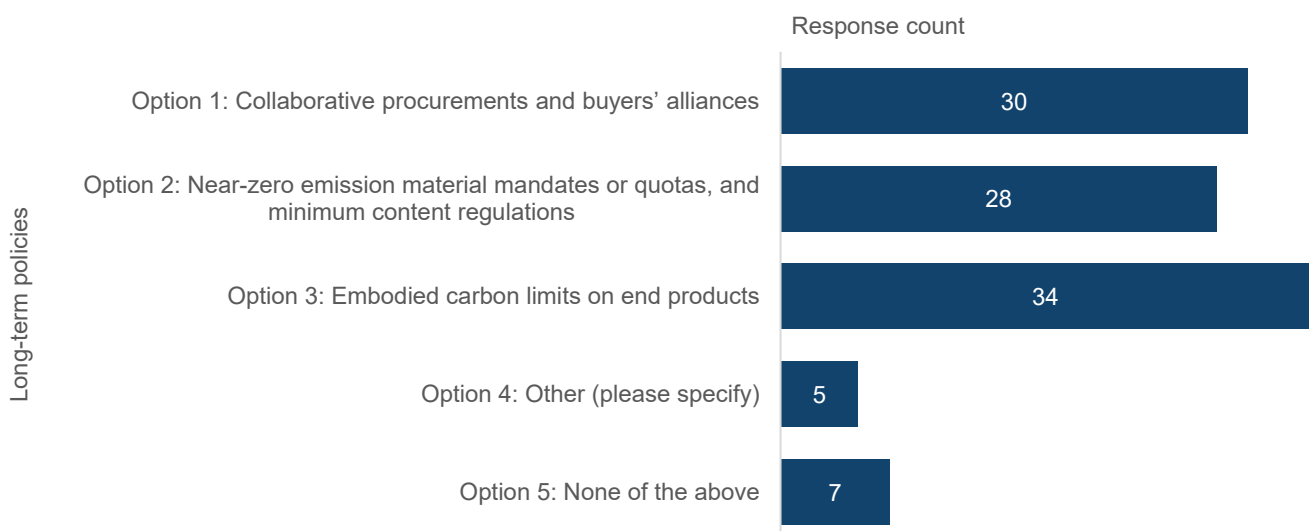 Response count
Long-term policies
Option 1: Collaborative procurements and buyers’ alliances
30
Option 2: Near-zero emission material mandates or quotas, and
minimum content regulations
28
Option 3: Embodied carbon limits on end products
34
Option 4: Other (please specify)
5
Option 5: None of the above
7